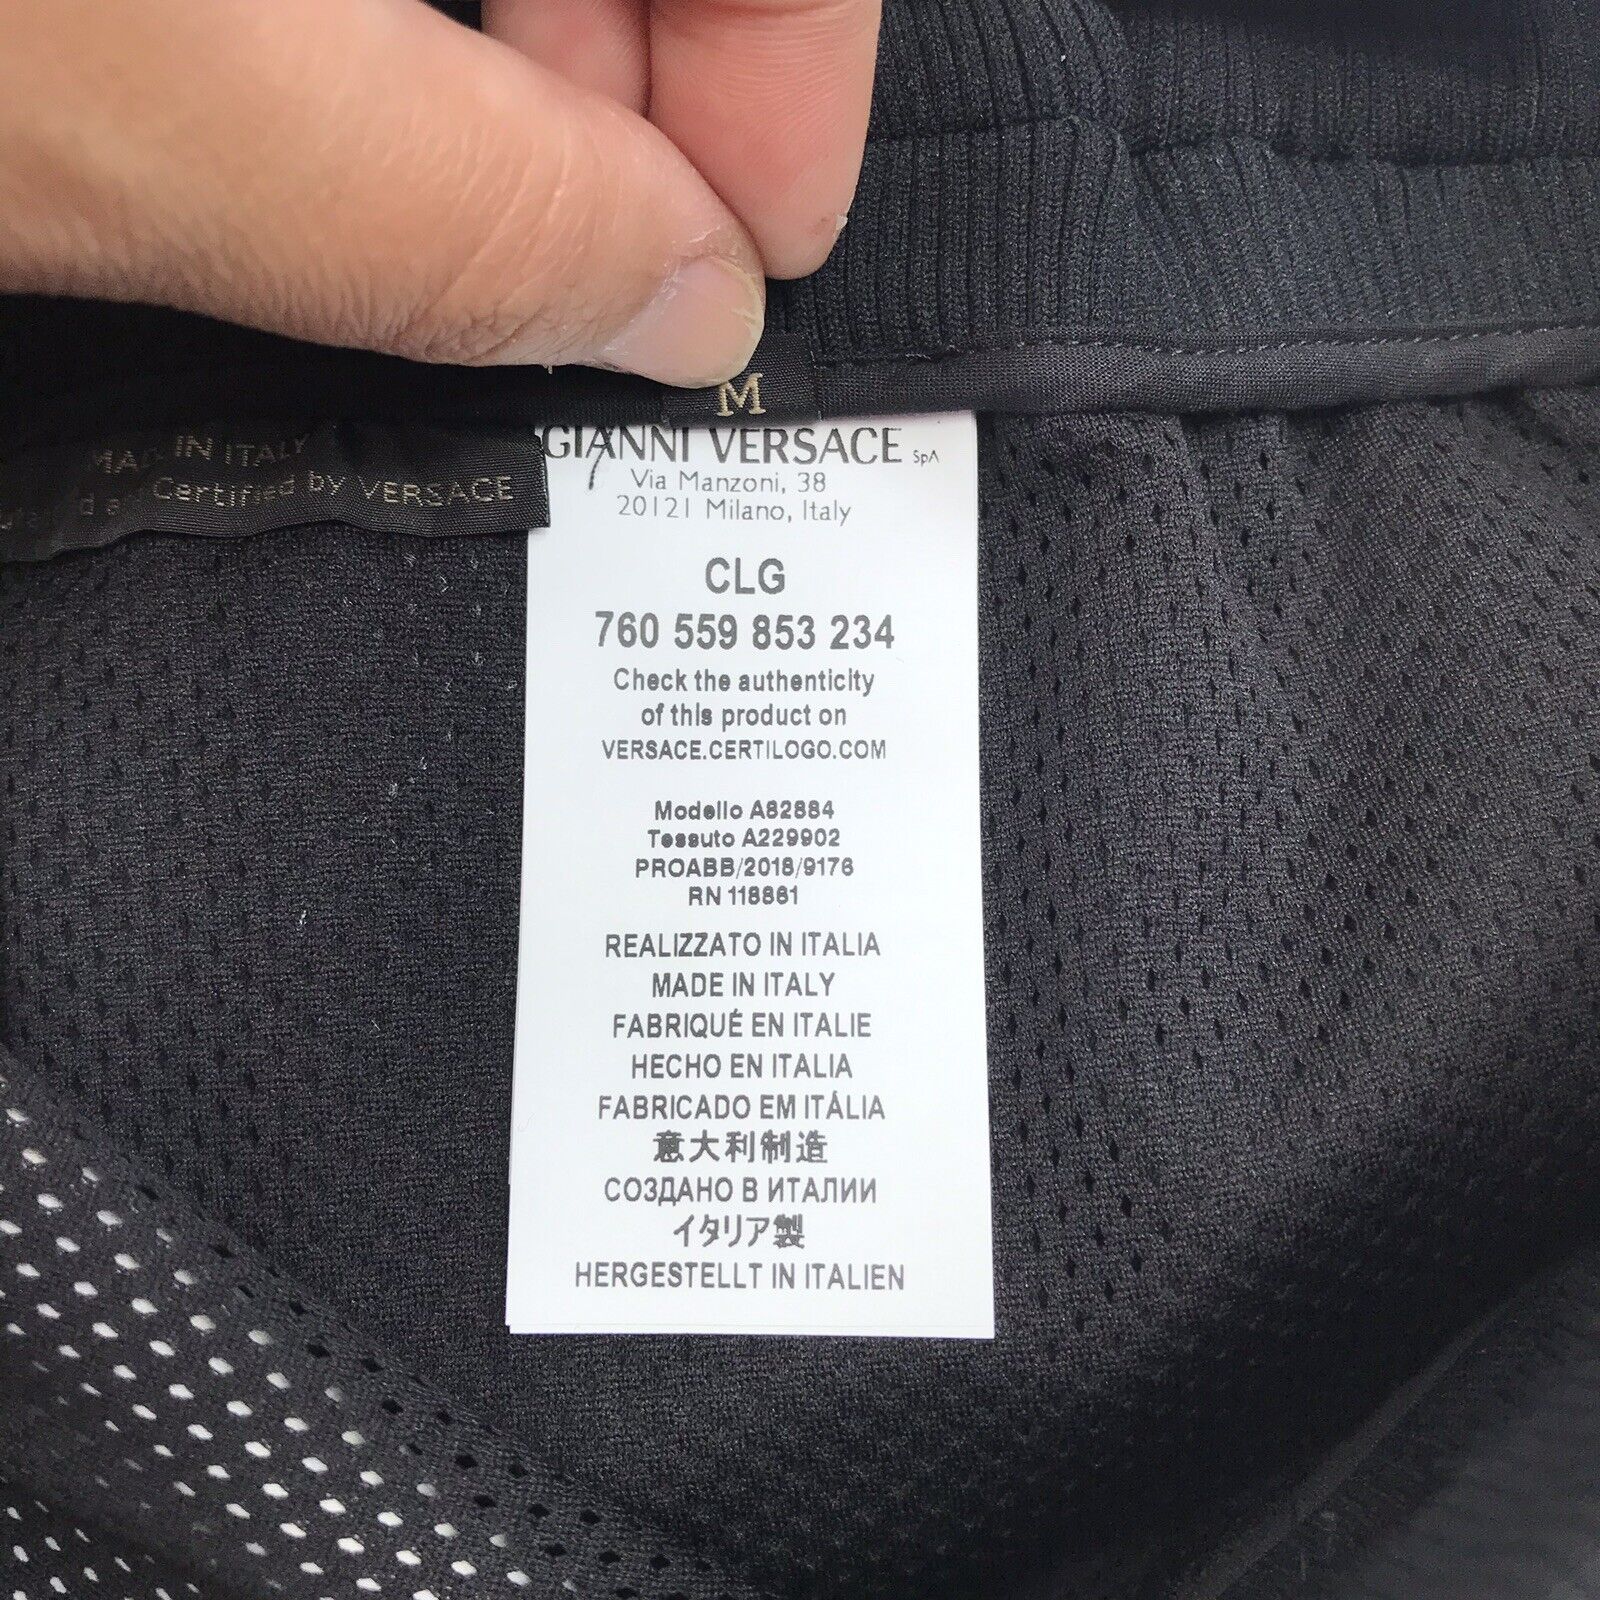 M
MADE IN ITALY
Certified by VERSACE
GIANNI VERSACE SpA
Via Manzoni, 38
20121 Milano, Italy
CLG
760 559 853 234
Check the authenticity
of this product on
VERSACE.CERTILOGO.COM
Modello A82884
Tessuto A229902
PROABB/2018/9176
RN 118881
REALIZZATO IN ITALIA
MADE IN ITALY
FABRIQUÉ EN ITALIE
HECHO EN ITALIA
FABRICADO EM ITÁLIA
意大利制造
СОЗДАНО В ИТАЛИИ
イタリア製
HERGESTELLT IN ITALIEN